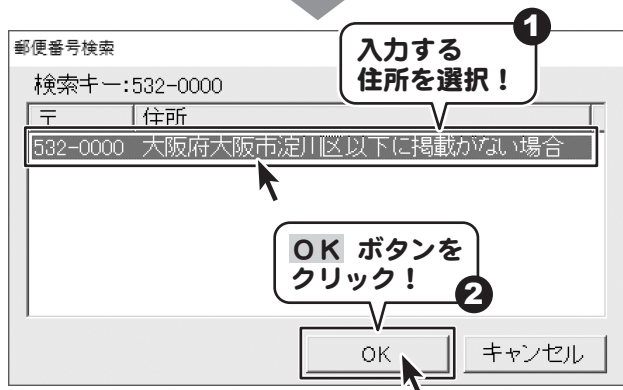 郵便番号検索
検索キー:532-0000
1
入力する
住所を選択!
〒 住所
532-0000 大阪府大阪市淀川区以下に掲載がない場合
OK ボタンを
クリック!
2
OK キャンセル